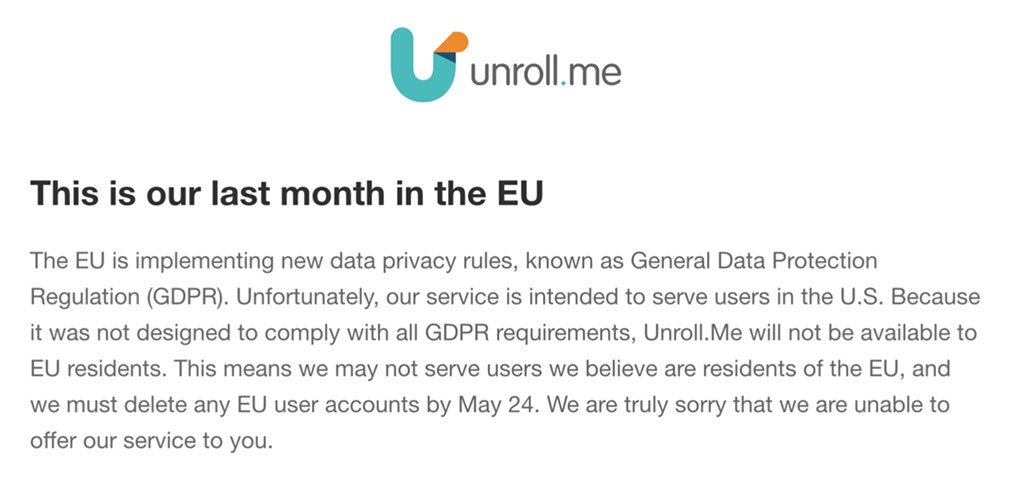 unroll.me
This is our last month in the EU
The EU is implementing new data privacy rules, known as General Data Protection
Regulation (GDPR). Unfortunately, our service is intended to serve users in the U.S. Because
it was not designed to comply with all GDPR requirements, Unroll.Me will not be available to
EU residents. This means we may not serve users we believe are residents of the EU, and
we must delete any EU user accounts by May 24. We are truly sorry that we are unable to
offer our service to you.